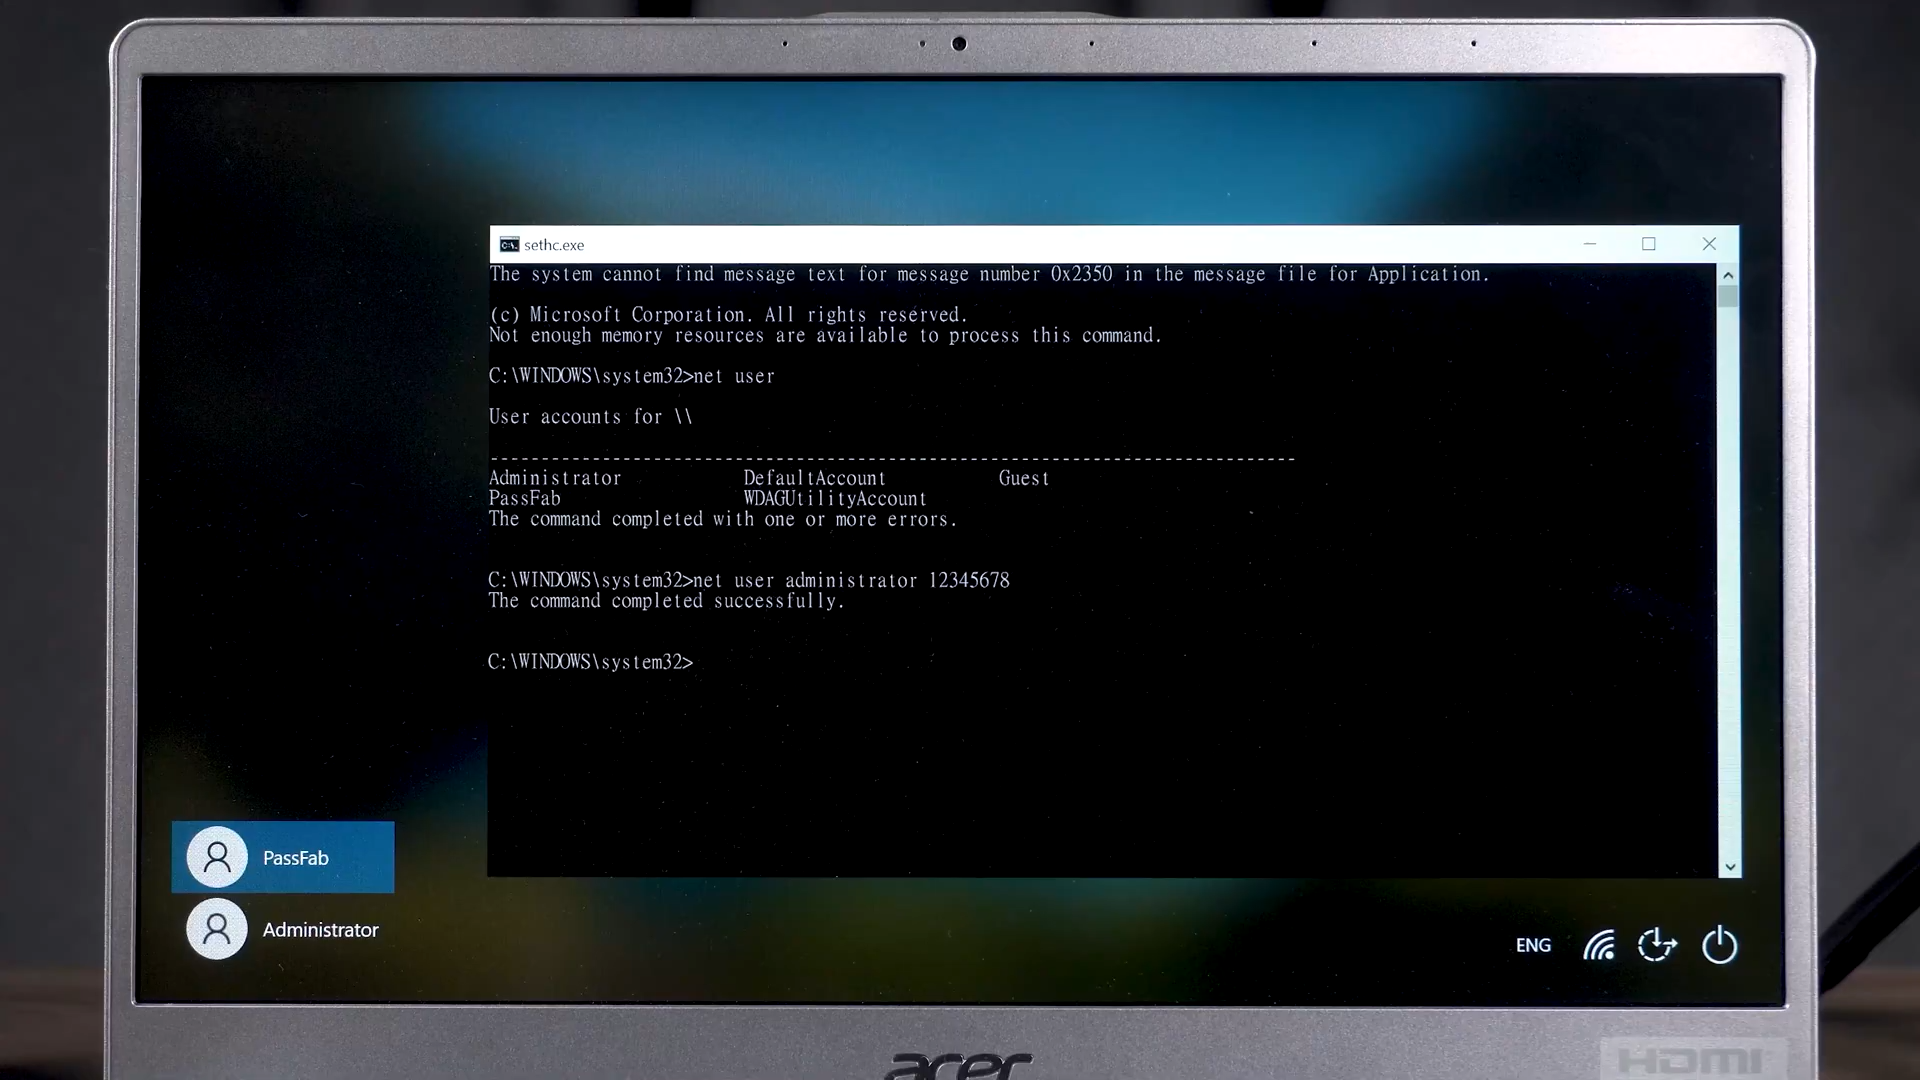 sethc.exe
The system cannot find message text for message number 0x2350 in the message file for Application.
(c) Microsoft Corporation. All rights reserved.
Not enough memory resources are available to process this command.
C:\WINDOWS\system32>net user
User accounts for \\
-------------------------------------------------------------------------------
Administrator DefaultAccount Guest
PassFab WDAGUtilityAccount
The command completed with one or more errors.
C:\WINDOWS\system32>net user administrator 12345678
The command completed successfully.
C:\WINDOWS\system32>
PassFab
Administrator
ENG
acer
HDMI